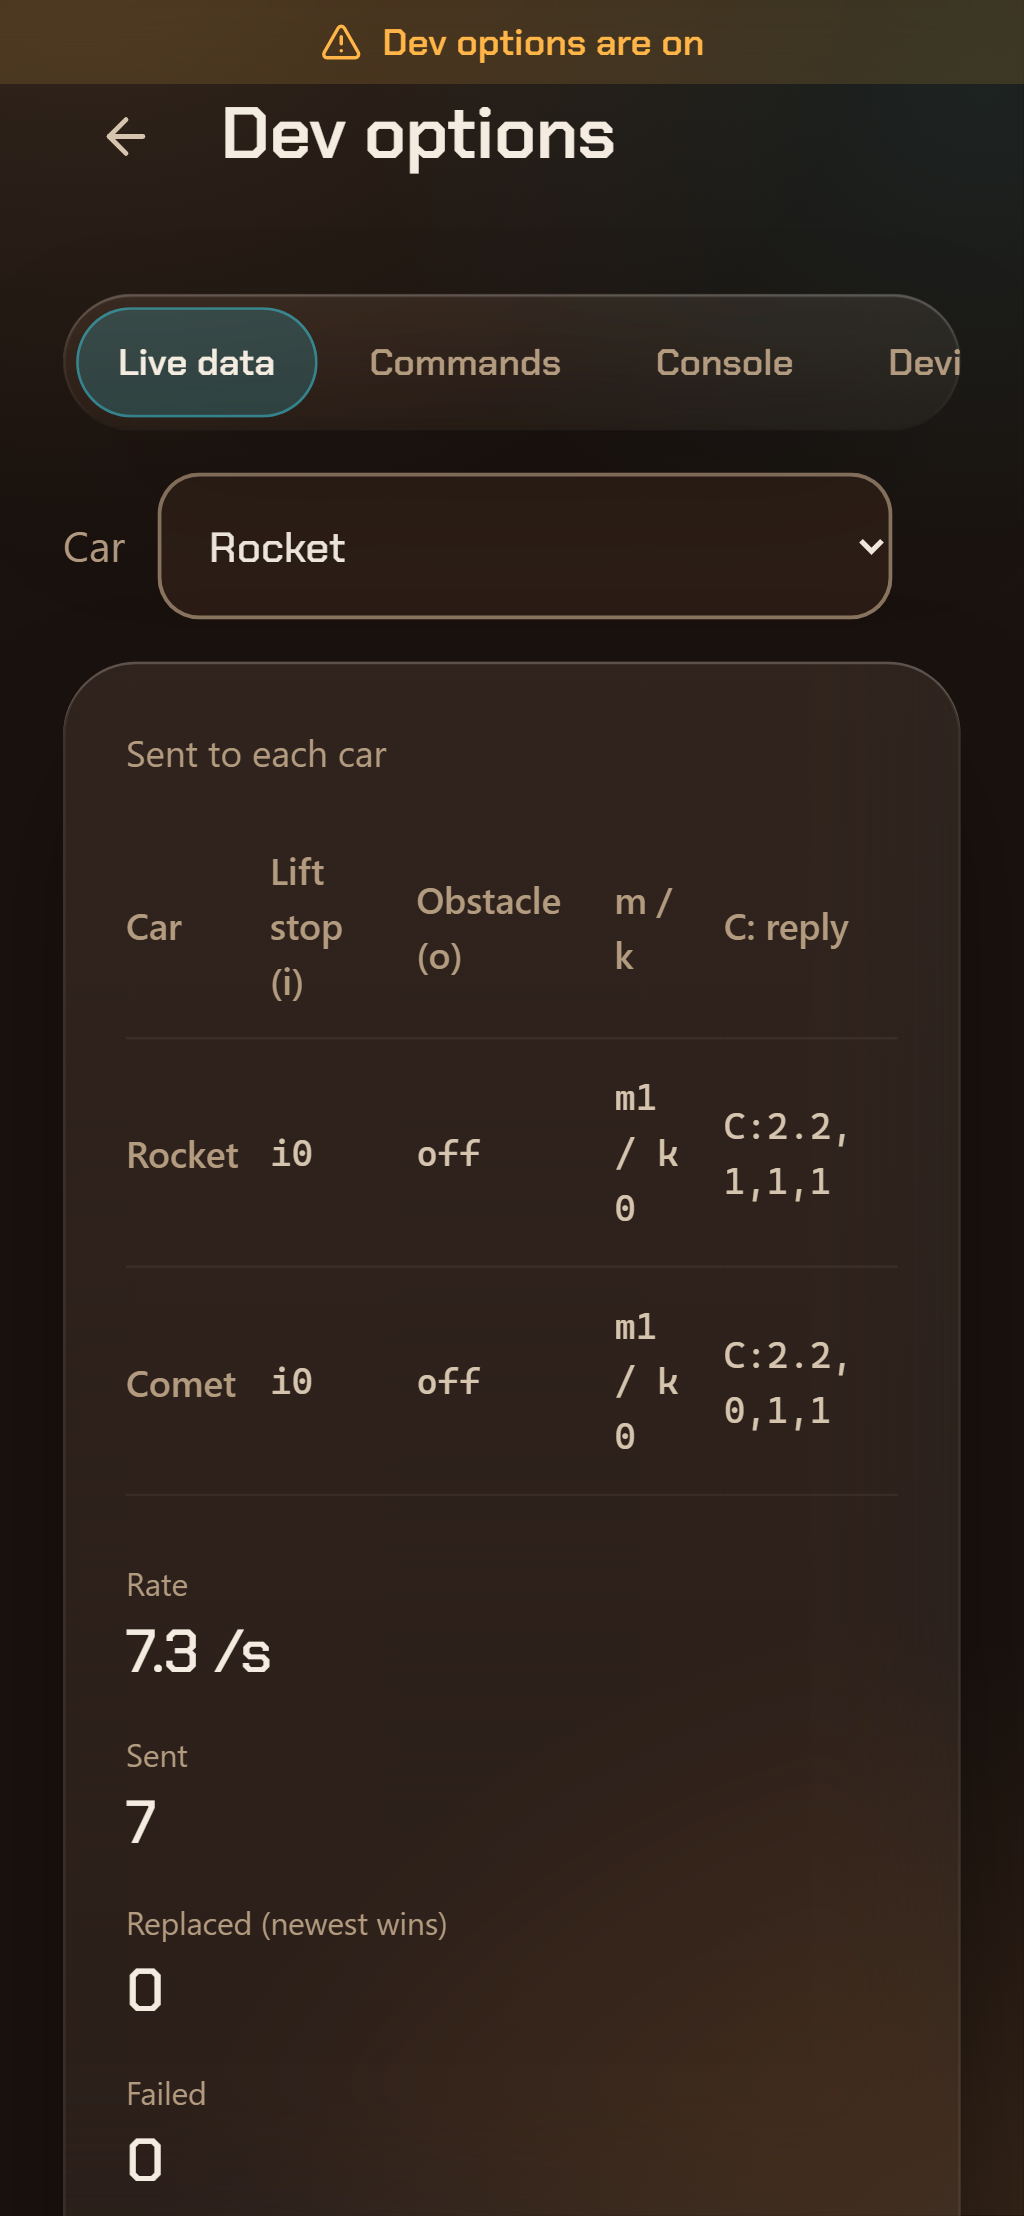 Dev options are on
Dev options
Live data Commands Console Devi
Car Rocket
Sent to each car
Car Lift stop (i) Obstacle (o) m / k C: reply
Rocket i0 off m1 / k 0 C:2.2, 1,1,1
Comet i0 off m1 / k 0 C:2.2, 0,1,1
Rate
7.3 /s
Sent
7
Replaced (newest wins)
0
Failed
0